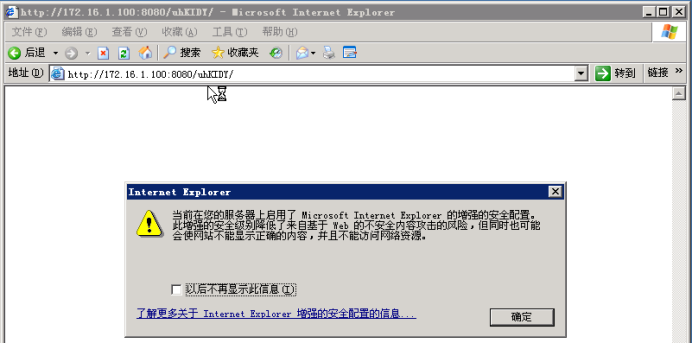 http://172.16.1.100:8080/uhKIDY/ - Microsoft Internet Explorer
文件(F) 编辑(E) 查看(V) 收藏(A) 工具(T) 帮助(H)
后退 搜索 收藏夹
地址(D) http://172.16.1.100:8080/uhKIDY/ 转到 链接 »
Internet Explorer
当前在您的服务器上启用了 Microsoft Internet Explorer 的增强的安全配置。
此增强的安全级别降低了来自基于 Web 的不安全内容攻击的风险，但同时也可能
会使网站不能显示正确的内容，并且不能访问网络资源。
以后不再显示此信息(I)
了解更多关于 Internet Explorer 增强的安全配置的信息...
确定